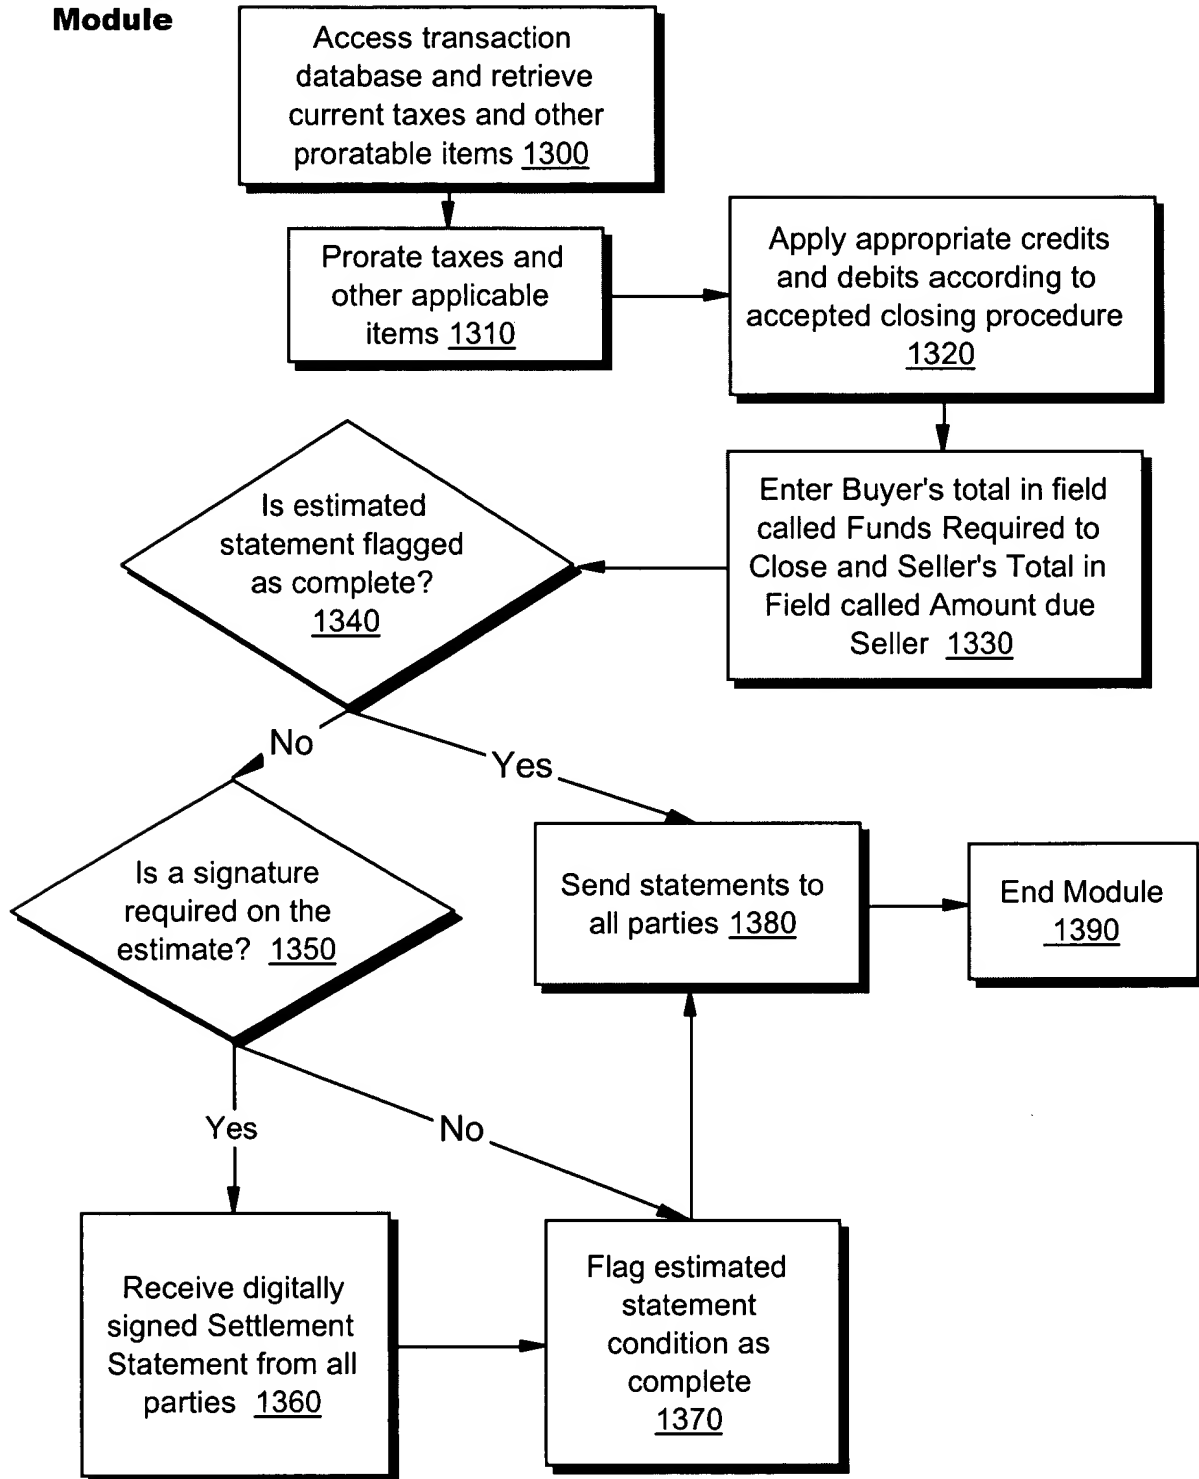 Module
Access transaction
database and retrieve
current taxes and other
proratable items 1300
Prorate taxes and
other applicable
items 1310
Apply appropriate credits
and debits according to
accepted closing procedure
1320
Enter Buyer's total in field
called Funds Required to
Close and Seller's Total in
Field called Amount due
Seller 1330
Is estimated
statement flagged
as complete?
1340
No
Yes
Is a signature
required on the
estimate? 1350
Send statements to
all parties 1380
End Module
1390
Yes
No
Receive digitally
signed Settlement
Statement from all
parties 1360
Flag estimated
statement
condition as
complete
1370